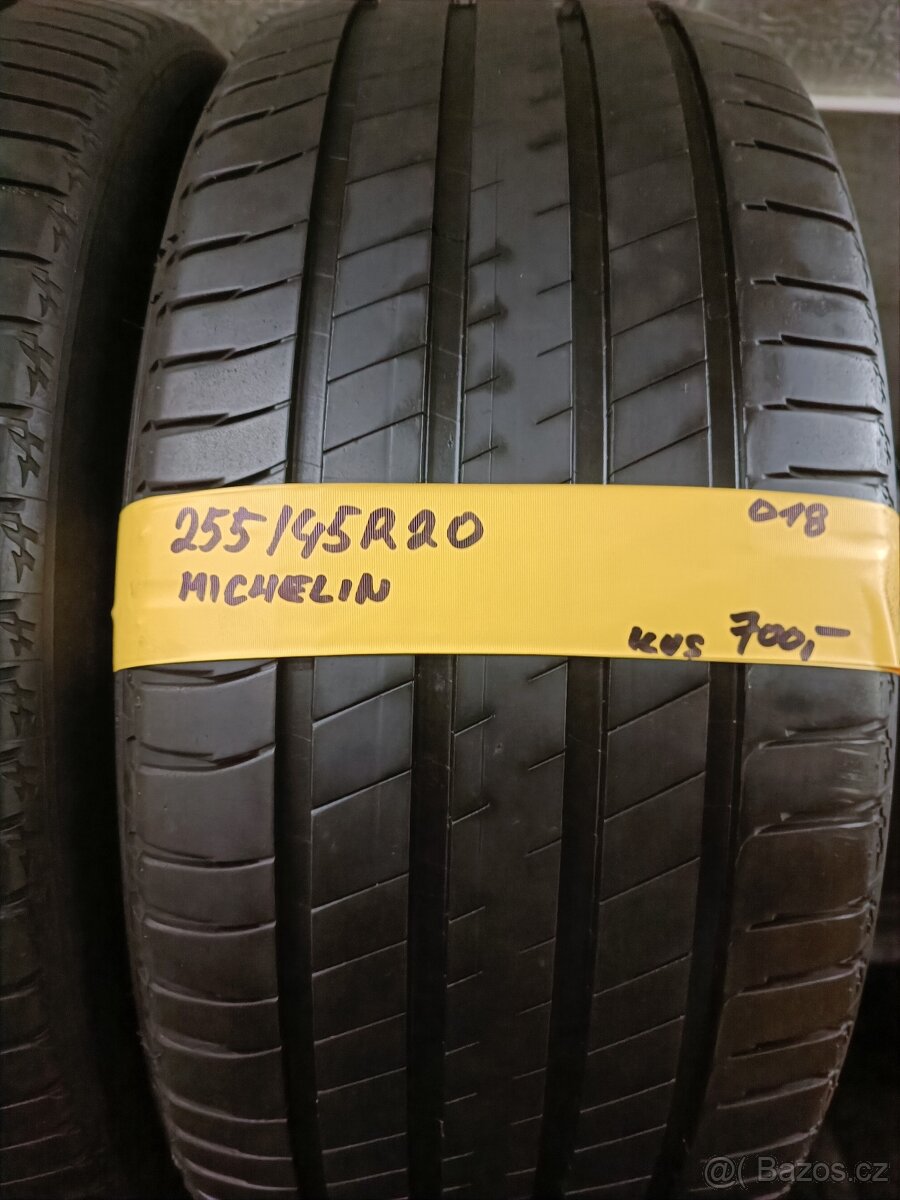 255/45R20 018
MICHELIN
KUS 700,-
@( Bazos.cz